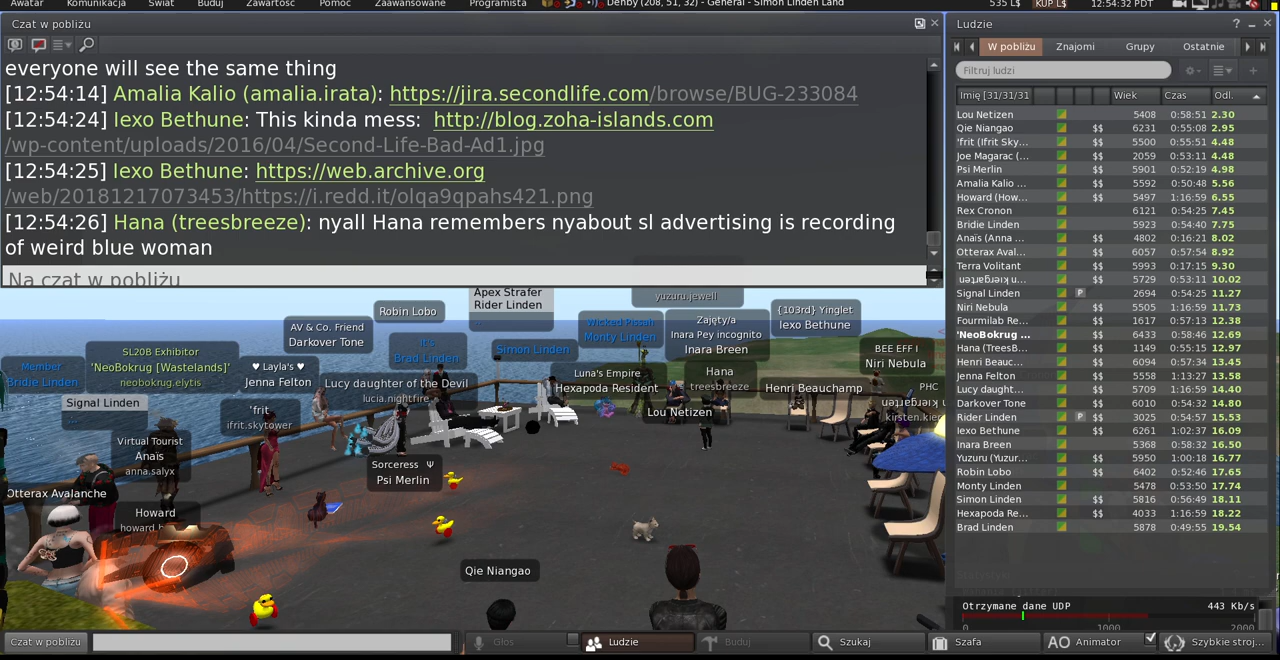 Awatar Komunikacja Świat Buduj Zawartość Pomoc Zaawansowane Programista Denby (208, 51, 32) - General - Simon Linden Land 535 L$ KUP L$ 12:54:32 PDT
Czat w pobliżu
everyone will see the same thing
[12:54:14] Amalia Kalio (amalia.irata): https://jira.secondlife.com/browse/BUG-233084
[12:54:24] Iexo Bethune: This kinda mess: http://blog.zoha-islands.com
/wp-content/uploads/2016/04/Second-Life-Bad-Ad1.jpg
[12:54:25] Iexo Bethune: https://web.archive.org
/web/20181217073453/https://i.redd.it/olqa9qpahs421.png
[12:54:26] Hana (treesbreeze): nyall Hana remembers nyabout sl advertising is recording
of weird blue woman
Na czat w pobliżu
Apex Strafer
Rider Linden
yuzuru.jewell
Robin Lobo
{103rd} Yinglet
Iexo Bethune
AV & Co. Friend
Darkover Tone
Wicked Pissah
Monty Linden
Zajęty/a
Inara Pey incognito
Inara Breen
It's
Brad Linden
Simon Linden
BEE EFF I
Niri Nebula
SL20B Exhibitor
'NeoBokrug [Wastelands]'
neobokrug.elytis
Member
Bridie Linden
♥ Layla's ♥
Jenna Felton
Lucy daughter of the Devil
lucia.nightfire
Luna's Empire
Hexapoda Resident
Hana
treesbreeze
Henri Beauchamp
PHC
Signal Linden
'frit
ifrit.skytower
Lou Netizen
Virtual Tourist
Anaïs
anna.salyx
Sorceress Ψ
Psi Merlin
Otterax Avalanche
Howard
Qie Niangao
Czat w pobliżu
Głos
Ludzie
Buduj
Szukaj
Szafa
AO Animator
Szybkie stroj...
Ludzie
? _ ×
W pobliżu Znajomi Grupy Ostatnie
Filtruj ludzi
Imię [31/31/31 Wiek Czas Odl.
Lou Netizen 5408 0:58:51 2.30
Qie Niangao $$ 6231 0:55:08 2.95
'frit (Ifrit Sky... $$ 5500 0:55:51 4.48
Joe Magarac (... $$ 2059 0:53:11 4.48
Psi Merlin $$ 5901 0:52:19 4.98
Amalia Kalio ... $$ 5592 0:50:48 5.56
Howard (How... $$ 5497 1:16:59 6.55
Rex Cronon 6121 0:54:25 7.45
Bridie Linden 5923 0:54:40 7.75
Anaïs (Anna ... $$ 4802 0:16:21 8.02
Otterax Aval... $$ 6057 0:57:54 8.92
Terra Volitant $$ 5993 0:17:15 9.30
$$ 5729 0:53:11 10.02
Signal Linden P 2694 0:54:25 11.27
Niri Nebula $$ 5505 1:16:59 11.73
Fourmilab Re... $$ 1617 0:57:13 12.38
'NeoBokrug ... $$ 6433 0:58:46 12.69
Hana (TreesB... $$ 1149 0:55:15 12.97
Henri Beauc... $$ 6094 0:57:34 13.45
Jenna Felton $$ 5558 1:13:27 13.58
Lucy daught... $$ 5709 1:16:59 14.40
Darkover Tone $$ 6010 0:54:32 14.80
Rider Linden P $$ 3025 0:54:57 15.53
Iexo Bethune $$ 6261 1:02:37 16.09
Inara Breen 5368 0:58:32 16.50
Yuzuru (Yuzur... $$ 5950 1:00:18 16.77
Robin Lobo $$ 6402 0:52:46 17.65
Monty Linden 5478 0:53:50 17.74
Simon Linden $$ 5816 0:56:49 18.11
Hexapoda Re... $$ 4033 1:16:59 18.22
Brad Linden 5878 0:49:55 19.54
Otrzymane dane UDP 443 Kb/s
0 1000 2000